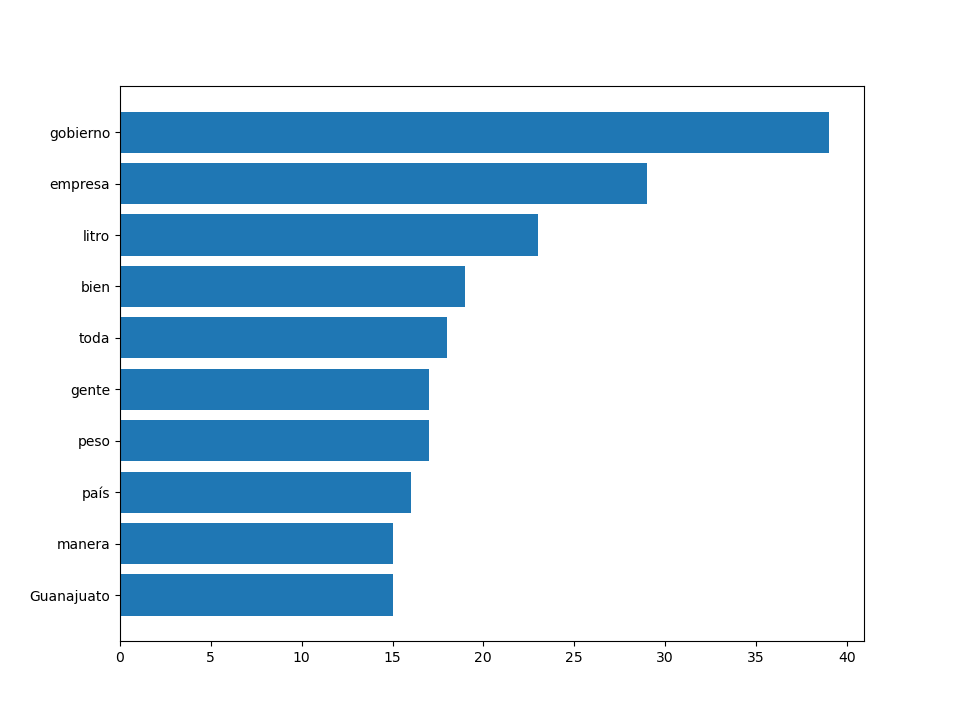 gobierno
empresa
litro
bien
toda
gente
peso
país
manera
Guanajuato
0 5 10 15 20 25 30 35 40